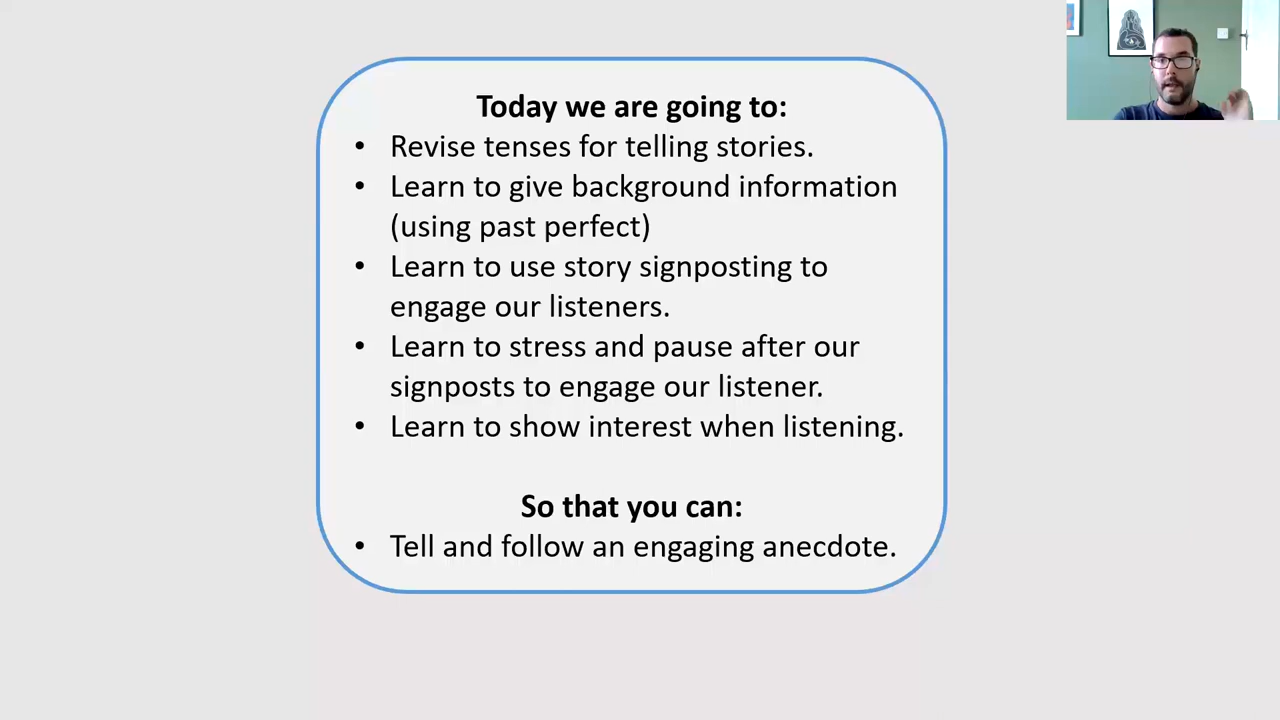 Today we are going to:
• Revise tenses for telling stories.
• Learn to give background information
(using past perfect)
• Learn to use story signposting to
engage our listeners.
• Learn to stress and pause after our
signposts to engage our listener.
• Learn to show interest when listening.
So that you can:
• Tell and follow an engaging anecdote.